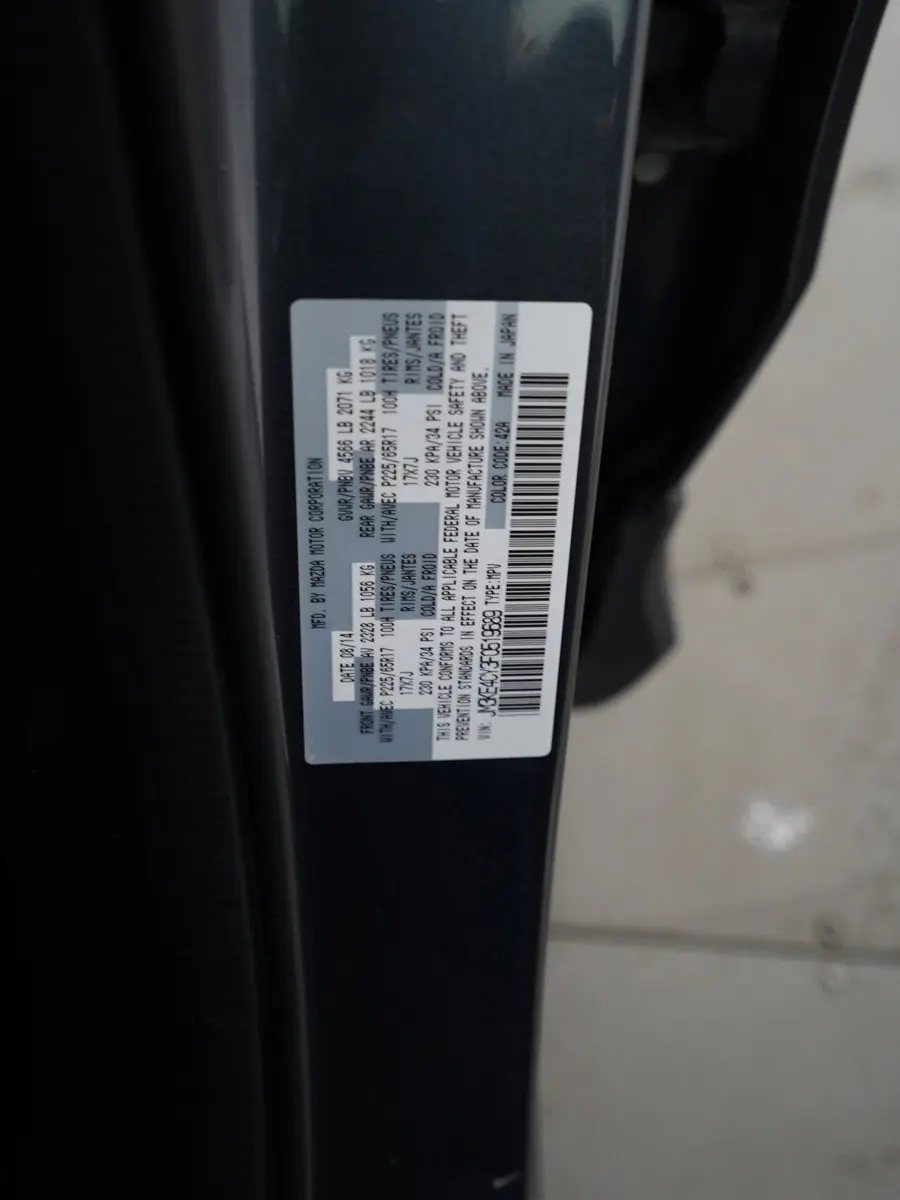 MFD. BY MAZDA MOTOR CORPORATION
DATE 08/14 GVWR/PNBV 4566 LB 2071 KG
FRONT GAWR/PNBE AV 2328 LB 1056 KG REAR GAWR/PNBE AR 2244 LB 1018 KG
WITH/AVEC P225/65R17 100H TIRES/PNEUS WITH/AVEC P225/65R17 100H TIRES/PNEUS
17X7J RIMS/JANTES 17X7J RIMS/JANTES
230 KPA/34 PSI COLD/A FROID 230 KPA/34 PSI COLD/A FROID
THIS VEHICLE CONFORMS TO ALL APPLICABLE FEDERAL MOTOR VEHICLE SAFETY AND THEFT
PREVENTION STANDARDS IN EFFECT ON THE DATE OF MANUFACTURE SHOWN ABOVE.
VIN: JM3KE4CY3F0519689 TYPE:MPV COLOR CODE:42A MADE IN JAPAN